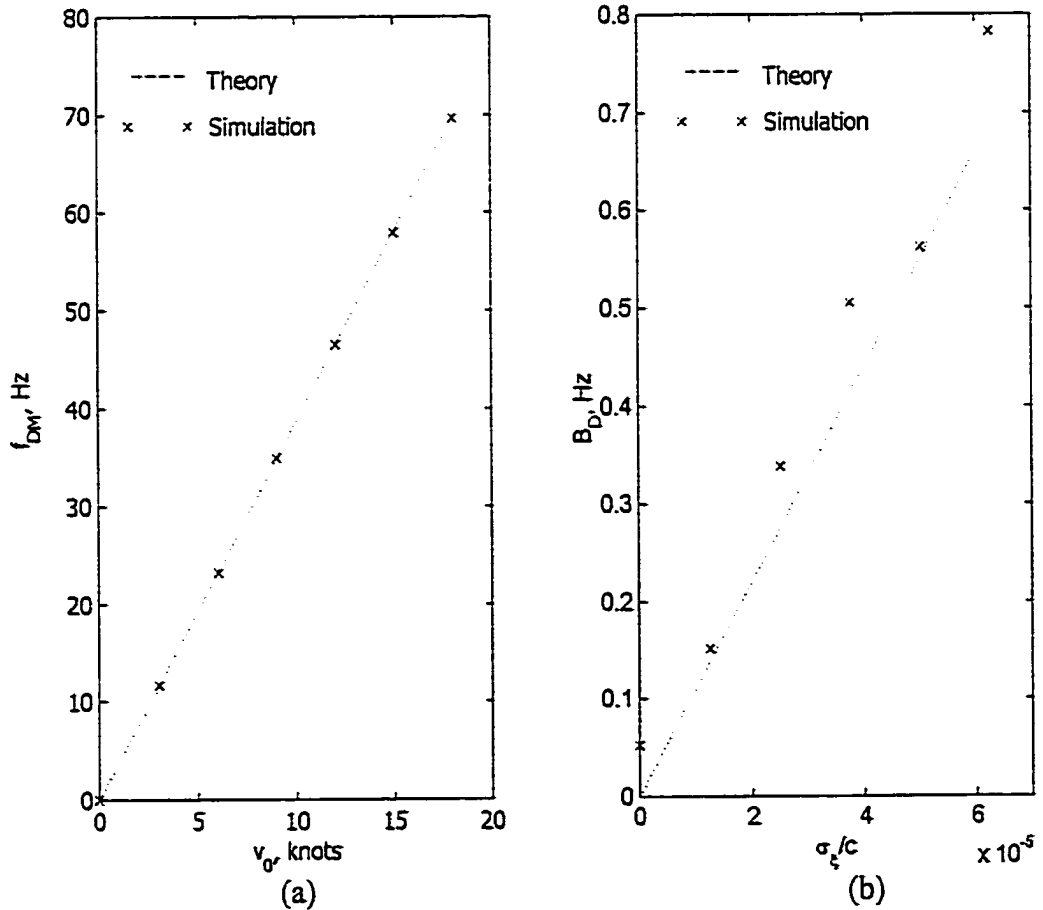 80
70
60
50
40
30
20
10
0
f_DM, Hz
Theory
× × Simulation
0 5 10 15 20
v_0, knots
(a)
0.8
0.7
0.6
0.5
0.4
0.3
0.2
0.1
0
B_D, Hz
Theory
× × Simulation
0 2 4 6
σ_ξ/c
× 10^-5
(b)